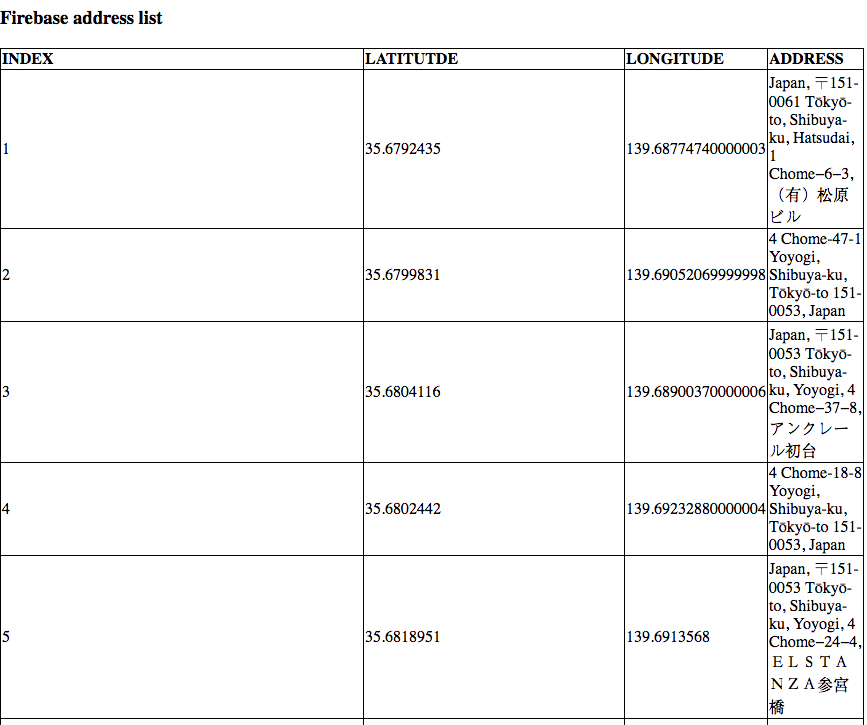 Firebase address list
INDEX LATITUTDE LONGITUDE ADDRESS
1 35.6792435 139.68774740000003
Japan, 〒151-
0061 Tōkyō-
to, Shibuya-
ku, Hatsudai,
1
Chome−6−3,
（有）松原
ビル
2 35.6799831 139.69052069999998
4 Chome-47-1
Yoyogi,
Shibuya-ku,
Tōkyō-to 151-
0053, Japan
3 35.6804116 139.68900370000006
Japan, 〒151-
0053 Tōkyō-
to, Shibuya-
ku, Yoyogi, 4
Chome−37−8,
アンクレー
ル初台
4 35.6802442 139.69232880000004
4 Chome-18-8
Yoyogi,
Shibuya-ku,
Tōkyō-to 151-
0053, Japan
5 35.6818951 139.6913568
Japan, 〒151-
0053 Tōkyō-
to, Shibuya-
ku, Yoyogi, 4
Chome−24−4,
ＥＬＳＴＡ
ＮＺＡ参宮
橋